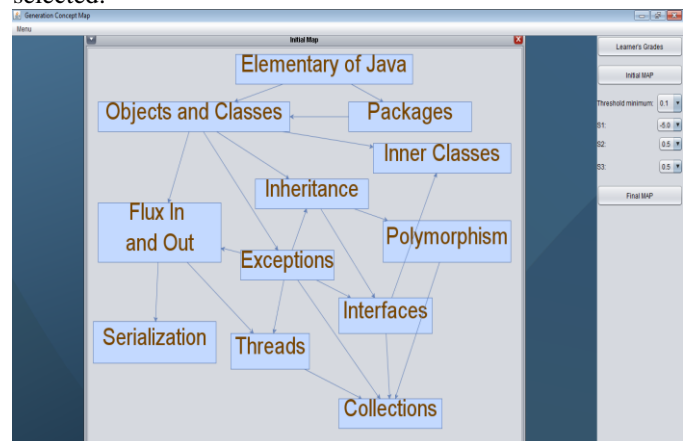 selected.
Generation Concept Map
Menu
Initial Map
Elementary of Java
Objects and Classes
Packages
Inner Classes
Inheritance
Flux In
and Out
Polymorphism
Exceptions
Interfaces
Serialization
Threads
Collections
Learner's Grades
Initial MAP
Threshold minimum: 0.1
S1: -5.0
S2: 0.5
S3: 0.5
Final MAP